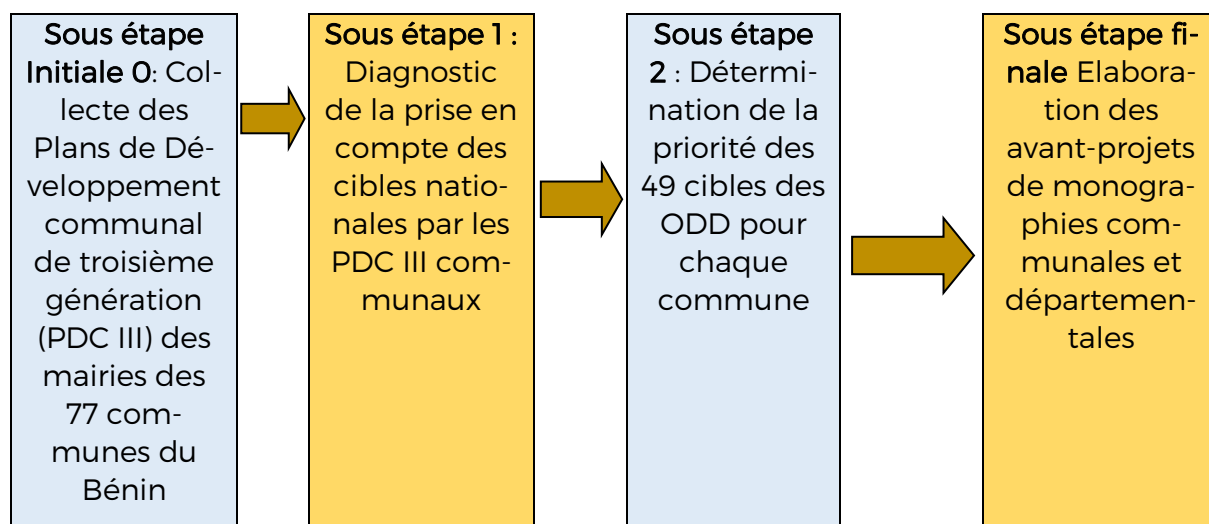 Sous étape
Initiale 0: Col-
lecte des
Plans de Dé-
veloppement
communal
de troisième
génération
(PDC III) des
mairies des
77 com-
munes du
Bénin
Sous étape 1 :
Diagnostic
de la prise en
compte des
cibles natio-
nales par les
PDC III com-
munaux
Sous étape
2 : Détermi-
nation de la
priorité des
49 cibles des
ODD pour
chaque
commune
Sous étape fi-
nale Elabora-
tion des
avant-projets
de monogra-
phies com-
munales et
départemen-
tales